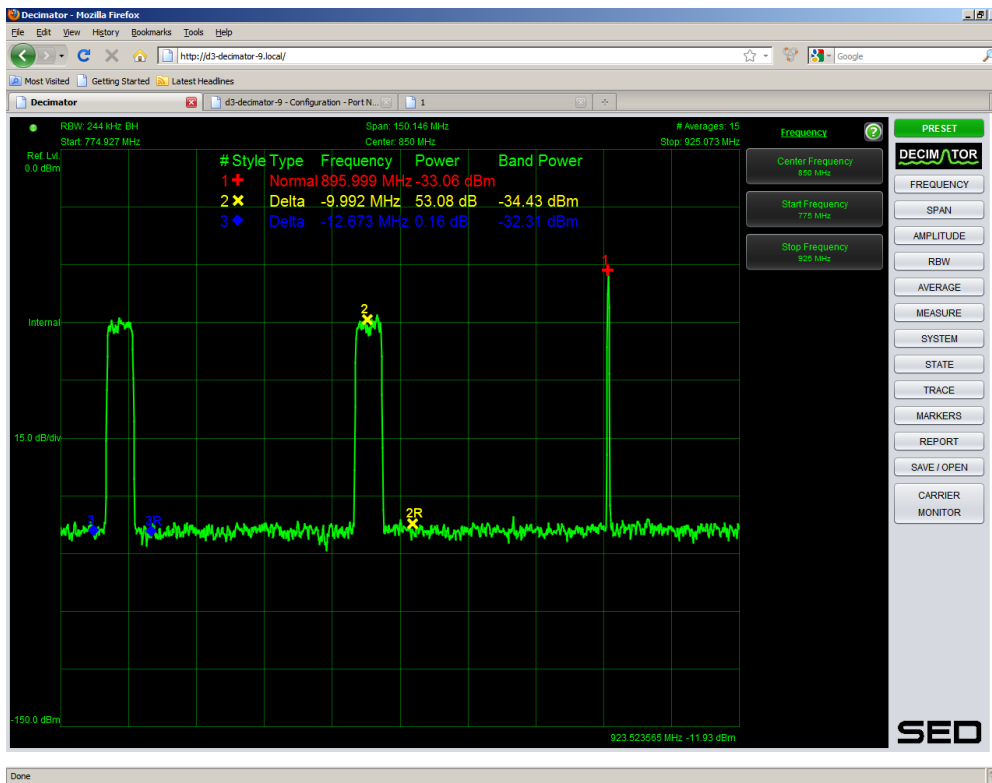 Decimator - Mozilla Firefox
File Edit View History Bookmarks Tools Help
http://d3-decimator-9.local/
Google
Most Visited Getting Started Latest Headlines
Decimator d3-decimator-9 - Configuration - Port N... 1
RBW: 244 kHz BH Span: 150.146 MHz # Averages: 15
Start: 774.927 MHz Center: 850 MHz Stop: 925.073 MHz
Ref. Lvl.
0.0 dBm
# Style Type Frequency Power Band Power
1 Normal 895.999 MHz -33.06 dBm
2 Delta -9.992 MHz 53.08 dB -34.43 dBm
3 Delta -12.673 MHz 0.16 dB -32.31 dBm
1
2
Internal
15.0 dB/div
2R
3 3R
-150.0 dBm
923.523565 MHz -11.93 dBm
Frequency ?
Center Frequency
850 MHz
Start Frequency
775 MHz
Stop Frequency
925 MHz
PRESET
DECIMATOR
FREQUENCY
SPAN
AMPLITUDE
RBW
AVERAGE
MEASURE
SYSTEM
STATE
TRACE
MARKERS
REPORT
SAVE / OPEN
CARRIER
MONITOR
SED
Done